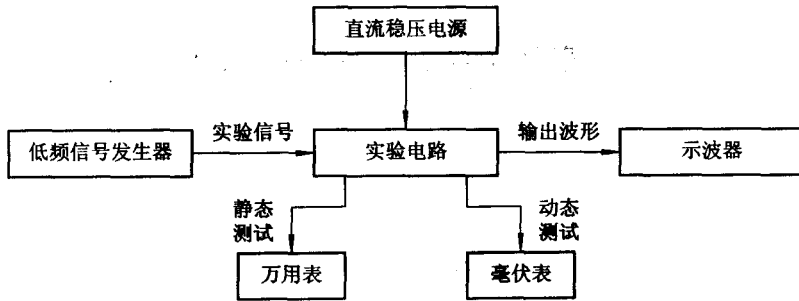 直流稳压电源
实验信号
输出波形
低频信号发生器
实验电路
示波器
静态
测试
动态
测试
万用表
毫伏表